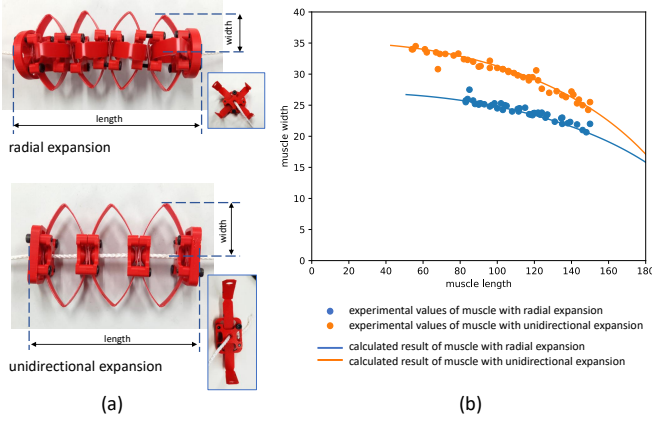 width
length
radial expansion
width
length
unidirectional expansion
(a)
40
35
30
25
20
15
10
5
0
muscle width
0 20 40 60 80 100 120 140 160 180
muscle length
experimental values of muscle with radial expansion
experimental values of muscle with unidirectional expansion
calculated result of muscle with radial expansion
calculated result of muscle with unidirectional expansion
(b)